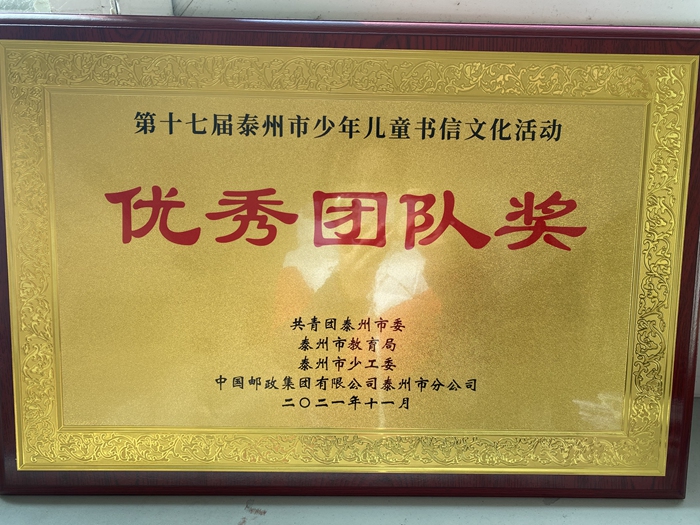 第十七届泰州市少年儿童书信文化活动
优秀团队奖
共青团泰州市委
泰州市教育局
泰州市少工委
中国邮政集团有限公司泰州市分公司
二〇二一年十一月